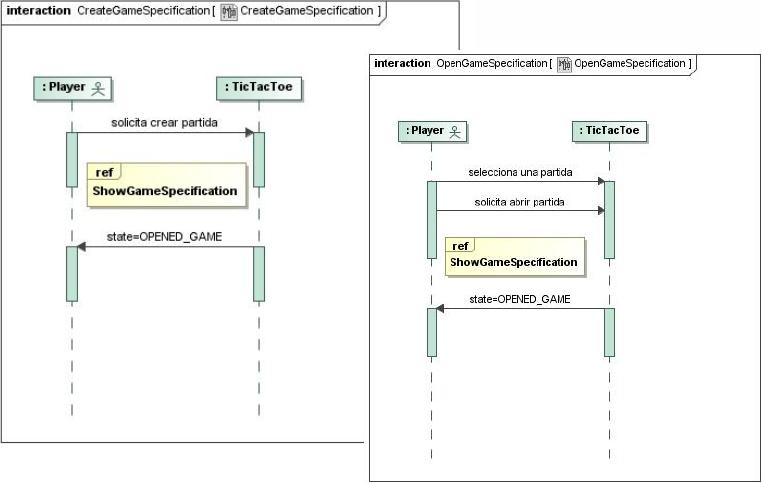 interaction CreateGameSpecification [ CreateGameSpecification ]
: Player
: TicTacToe
solicita crear partida
ref
ShowGameSpecification
state=OPENED_GAME
interaction OpenGameSpecification[ OpenGameSpecification ]
: Player
: TicTacToe
selecciona una partida
solicita abrir partida
ref
ShowGameSpecification
state=OPENED_GAME